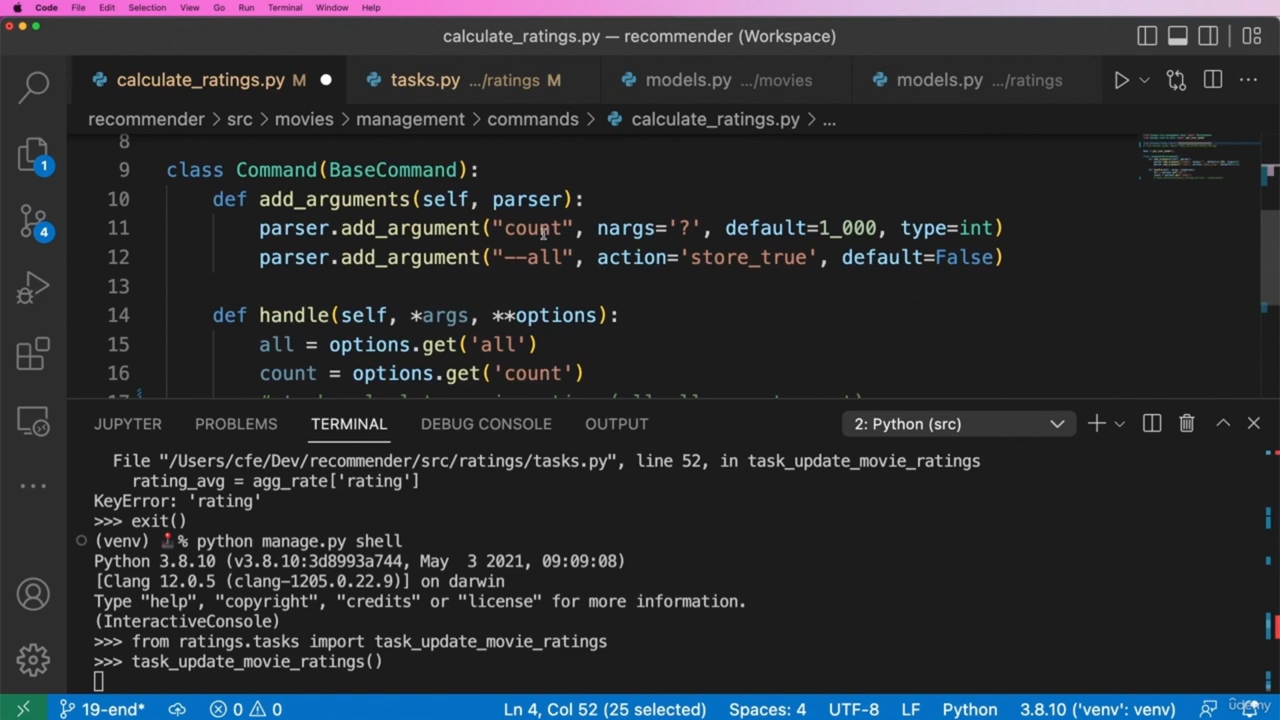 Code File Edit Selection View Go Run Terminal Window Help
calculate_ratings.py — recommender (Workspace)
calculate_ratings.py M tasks.py .../ratings M models.py .../movies models.py .../ratings
recommender > src > movies > management > commands > calculate_ratings.py > ...
8
9 class Command(BaseCommand):
10 def add_arguments(self, parser):
11 parser.add_argument("count", nargs='?', default=1_000, type=int)
12 parser.add_argument("--all", action='store_true', default=False)
13
14 def handle(self, *args, **options):
15 all = options.get('all')
16 count = options.get('count')
1
4
JUPYTER PROBLEMS TERMINAL DEBUG CONSOLE OUTPUT 2: Python (src)
File "/Users/cfe/Dev/recommender/src/ratings/tasks.py", line 52, in task_update_movie_ratings
rating_avg = agg_rate['rating']
KeyError: 'rating'
>>> exit()
(venv) % python manage.py shell
Python 3.8.10 (v3.8.10:3d8993a744, May 3 2021, 09:09:08)
[Clang 12.0.5 (clang-1205.0.22.9)] on darwin
Type "help", "copyright", "credits" or "license" for more information.
(InteractiveConsole)
>>> from ratings.tasks import task_update_movie_ratings
>>> task_update_movie_ratings()
19-end* 0 0 Ln 4, Col 52 (25 selected) Spaces: 4 UTF-8 LF Python 3.8.10 ('venv': venv)
udemy